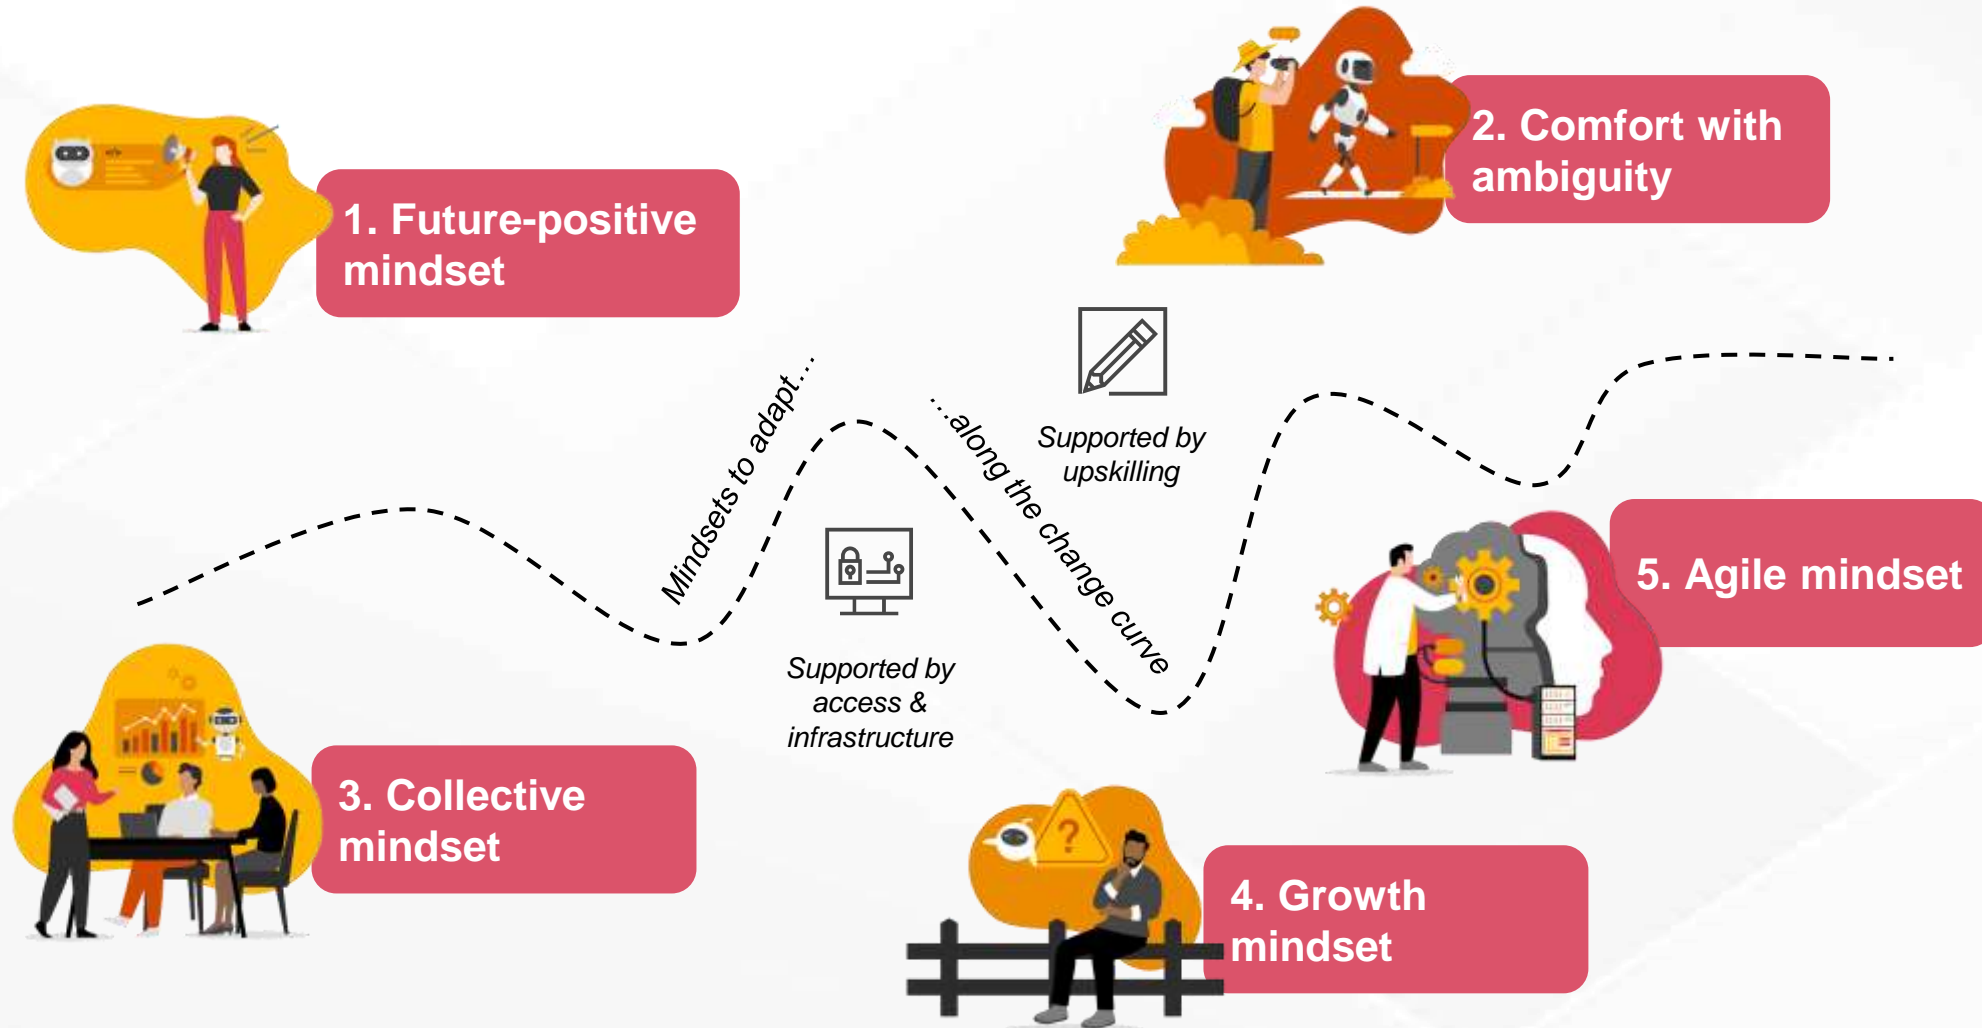 1. Future-positive
mindset
2. Comfort with
ambiguity
Mindsets to adapt...
...along the change curve
Supported by
upskilling
Supported by
access &
infrastructure
3. Collective
mindset
4. Growth
mindset
5. Agile mindset